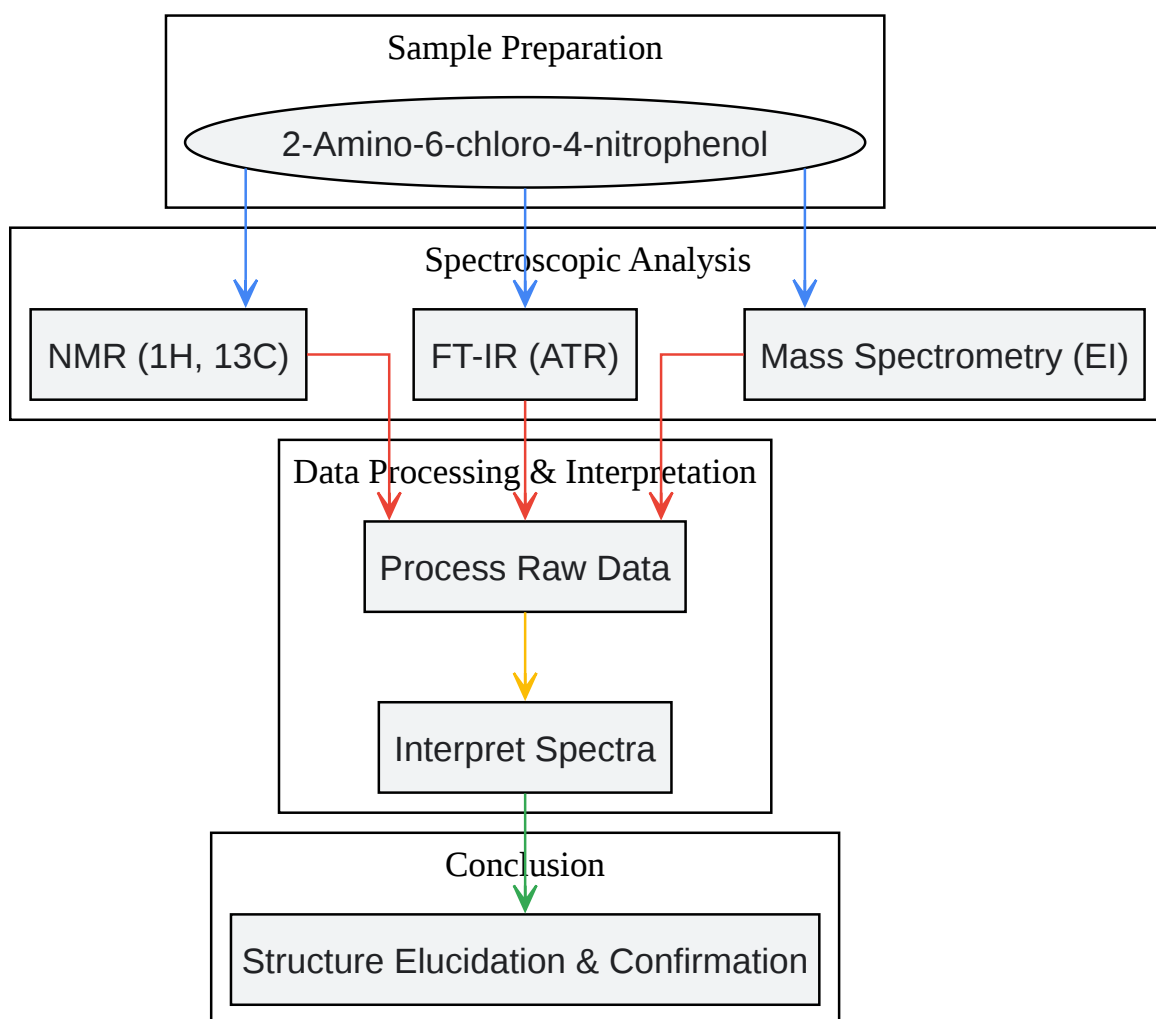 Sample Preparation
2-Amino-6-chloro-4-nitrophenol
Spectroscopic Analysis
NMR (1H, 13C)
FT-IR (ATR)
Mass Spectrometry (EI)
Data Processing & Interpretation
Process Raw Data
Interpret Spectra
Conclusion
Structure Elucidation & Confirmation